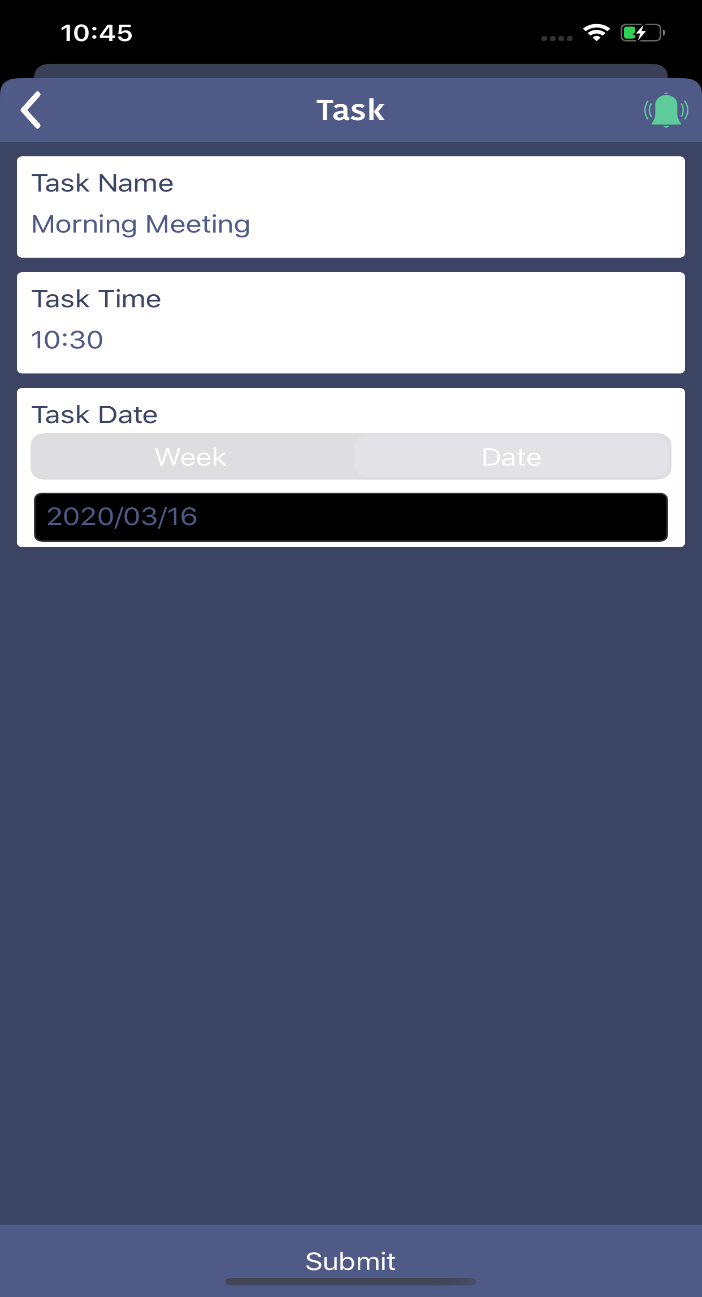 10:45
Task
Task Name
Morning Meeting
Task Time
10:30
Task Date
Week Date
2020/03/16
Submit